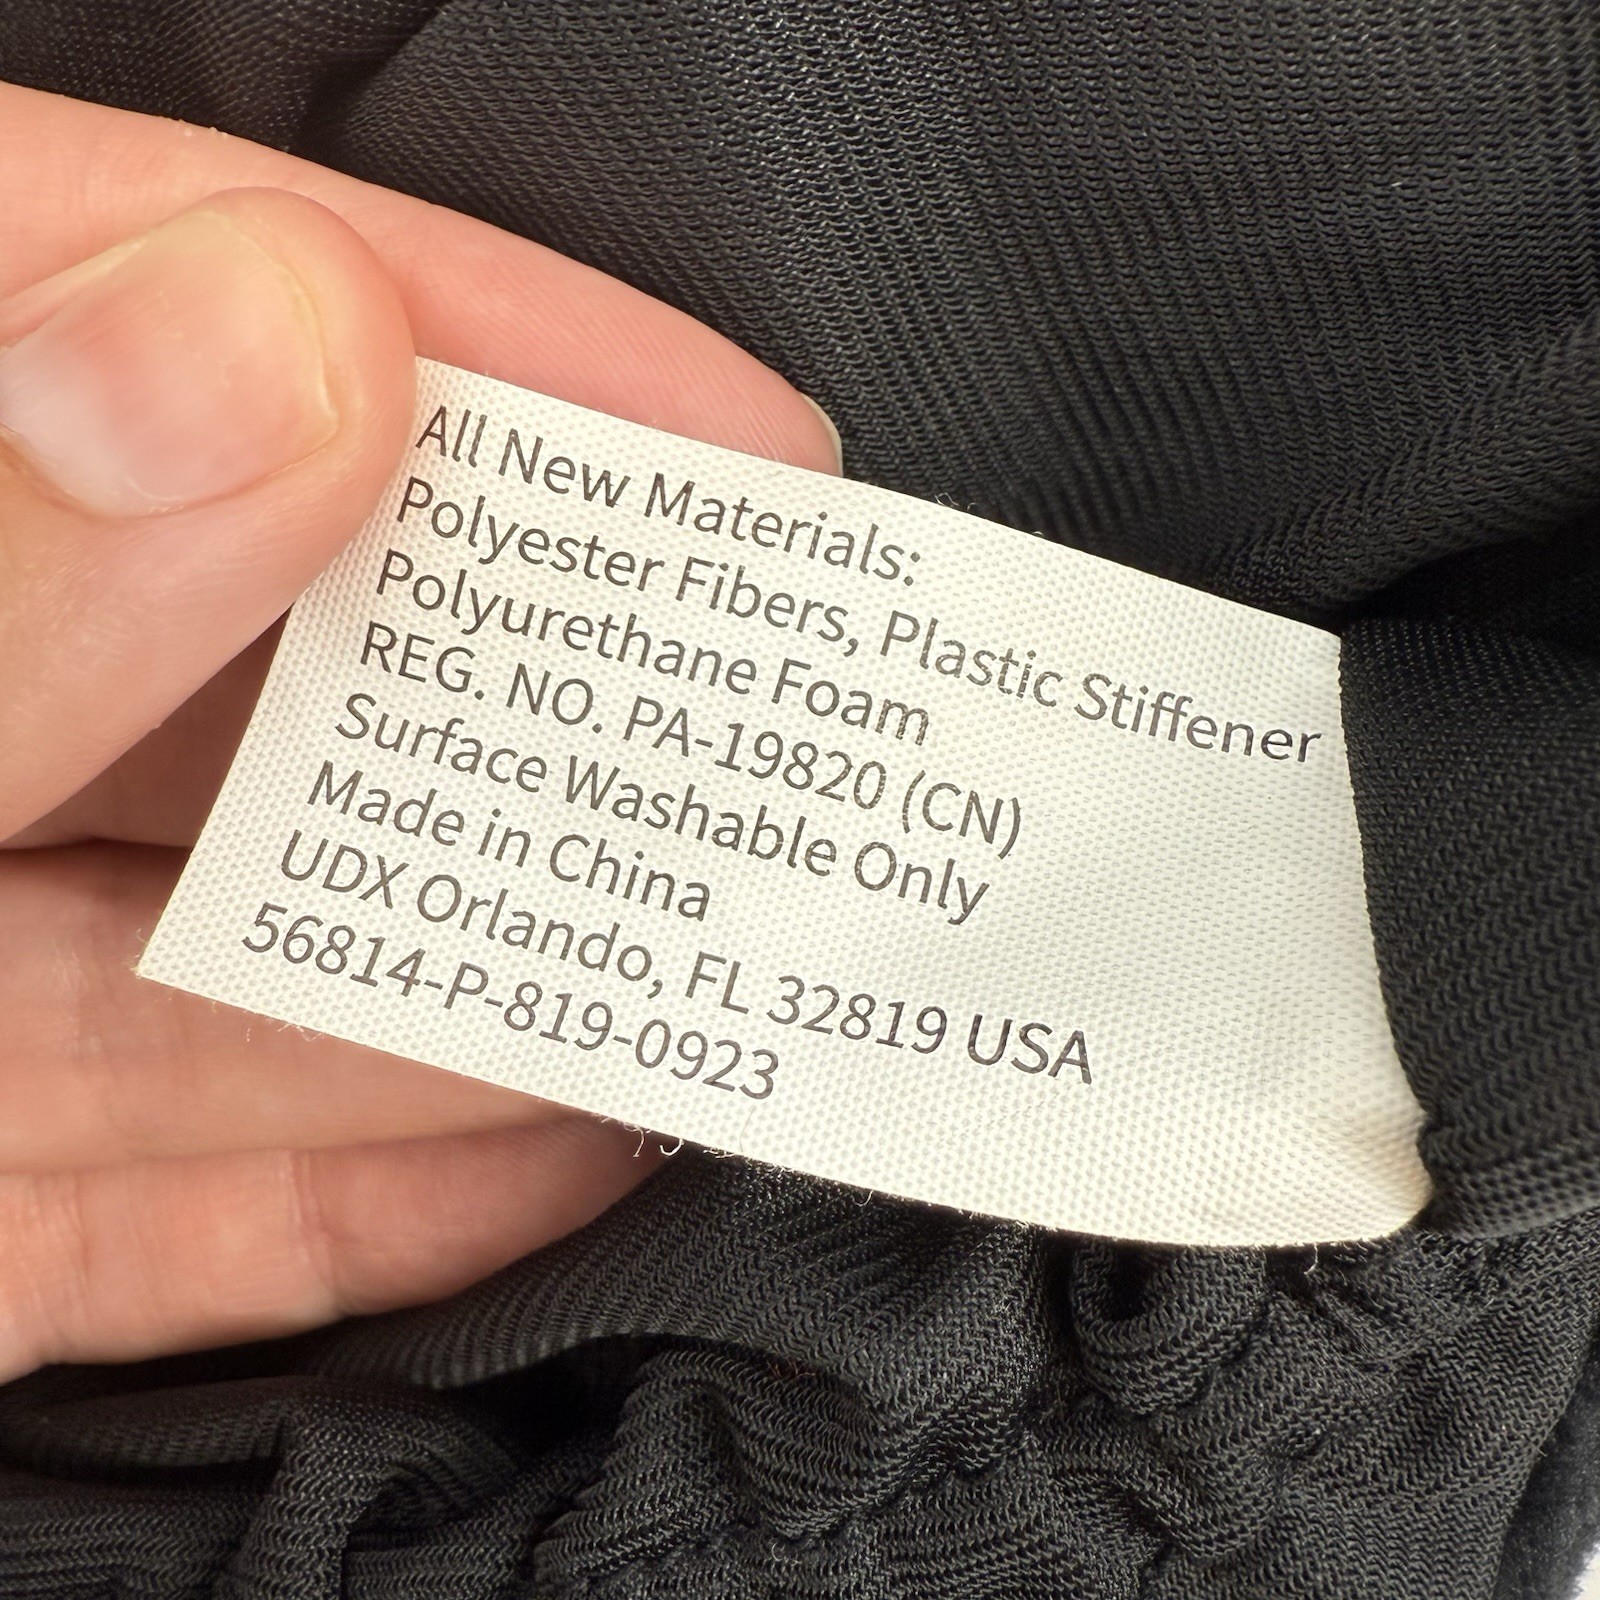 All New Materials:
Polyester Fibers, Plastic Stiffener
Polyurethane Foam
REG. NO. PA-19820 (CN)
Surface Washable Only
Made in China
UDX Orlando, FL 32819 USA
56814-P-819-0923